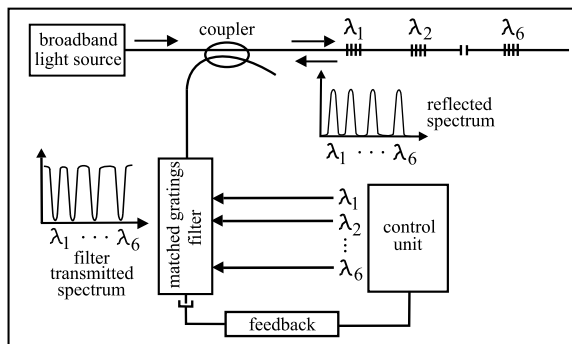 broadband
light source
coupler
λ1
λ2
λ6
reflected
spectrum
λ1 · · · · λ6
matched gratings
filter
λ1 · · · · λ6
filter
transmitted
spectrum
λ1
λ2
⋮
λ6
control
unit
feedback